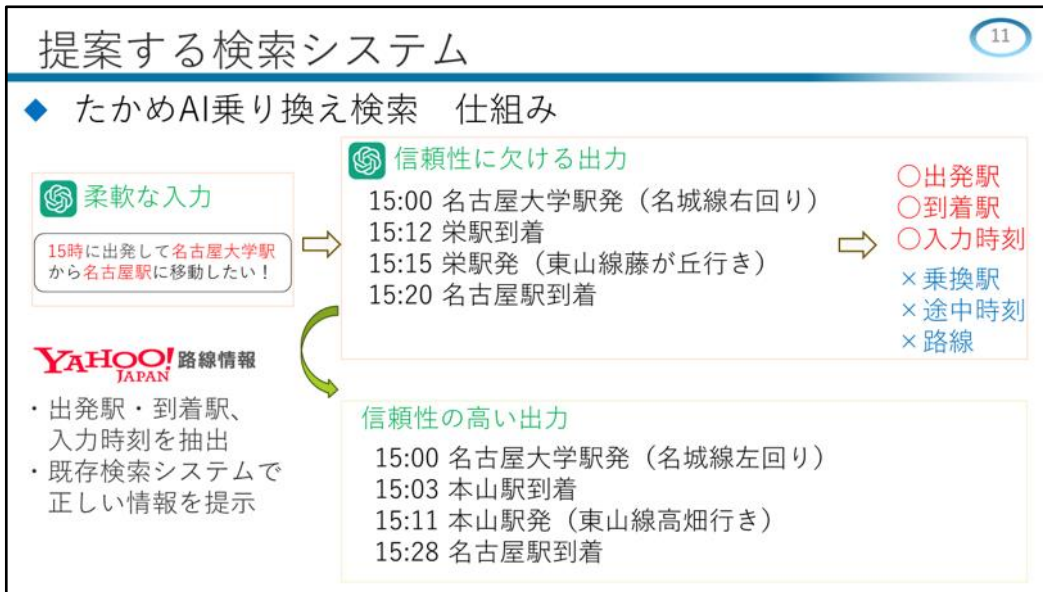 提案する検索システム
11
◆ たかめAI乗り換え検索　仕組み
柔軟な入力
15時に出発して名古屋大学駅
から名古屋駅に移動したい！
信頼性に欠ける出力
15:00 名古屋大学駅発（名城線右回り）
15:12 栄駅到着
15:15 栄駅発（東山線藤が丘行き）
15:20 名古屋駅到着
○出発駅
○到着駅
○入力時刻
×乗換駅
×途中時刻
×路線
YAHOO! JAPAN 路線情報
・出発駅・到着駅、
入力時刻を抽出
・既存検索システムで
正しい情報を提示
信頼性の高い出力
15:00 名古屋大学駅発（名城線左回り）
15:03 本山駅到着
15:11 本山駅発（東山線高畑行き）
15:28 名古屋駅到着